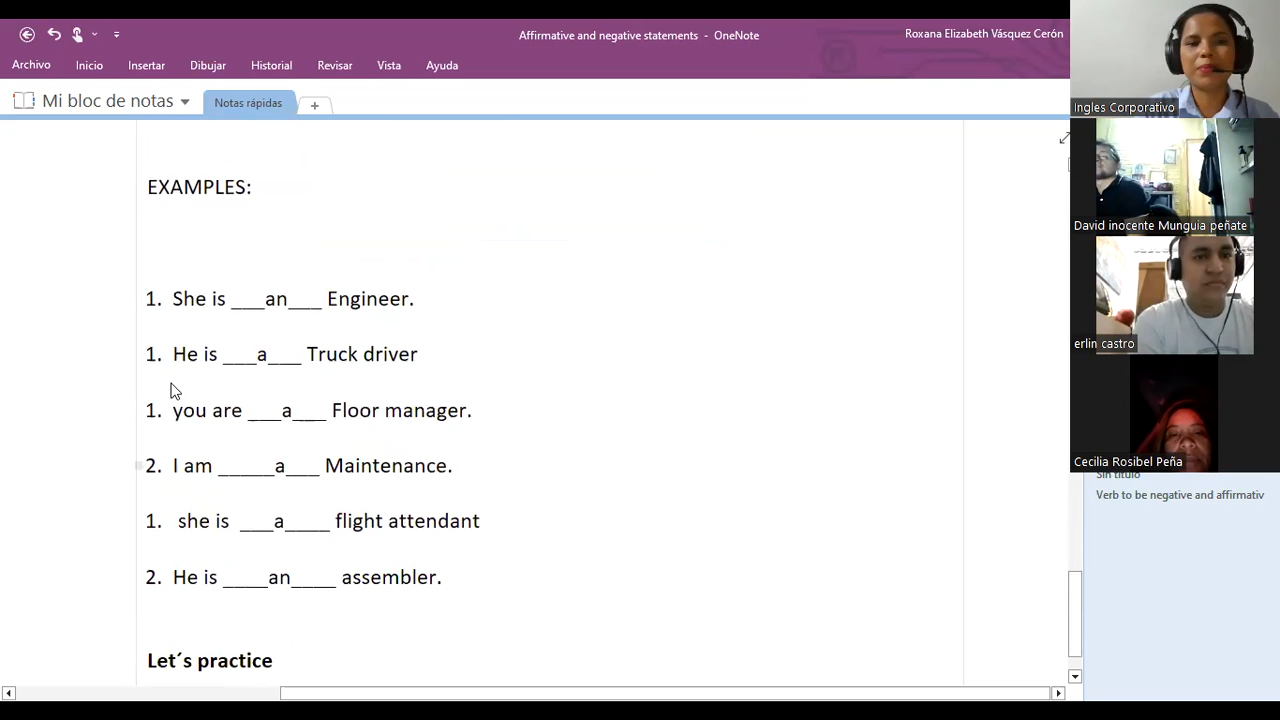 Affirmative and negative statements - OneNote
Roxana Elizabeth Vásquez Cerón
Archivo Inicio Insertar Dibujar Historial Revisar Vista Ayuda
Mi bloc de notas
Notas rápidas
EXAMPLES:
1. She is ___an___ Engineer.
1. He is ___a___ Truck driver
1. you are ___a___ Floor manager.
2. I am _____a___ Maintenance.
1. she is ___a____ flight attendant
2. He is ____an____ assembler.
Let´s practice
Ingles Corporativo
David inocente Munguia peñate
erlin castro
Cecilia Rosibel Peña
Sin título
Verb to be negative and affirmativ